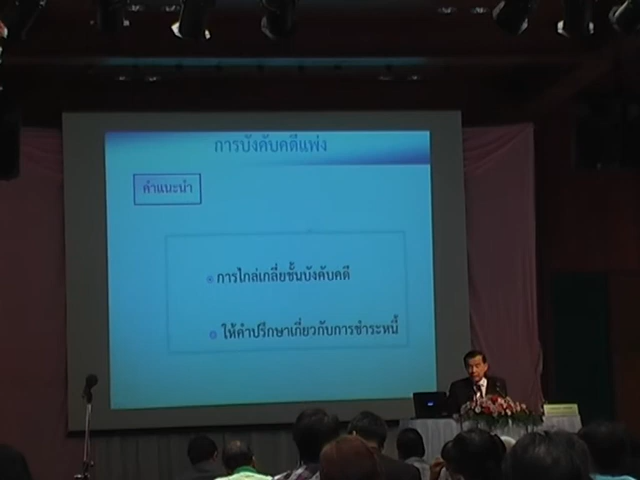 การบังคับคดีแพ่ง
คำแนะนำ
การไกล่เกลี่ยชั้นบังคับคดี
ให้คำปรึกษาเกี่ยวกับการชำระหนี้